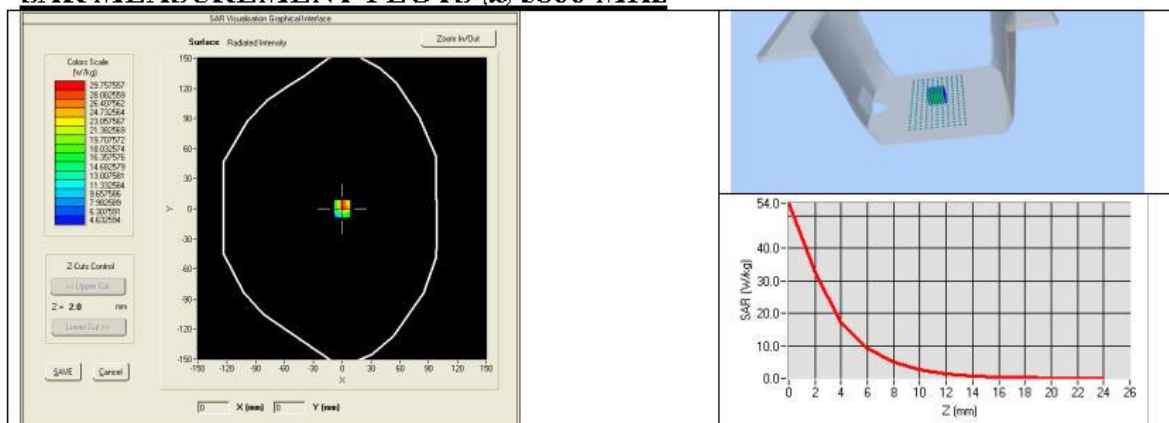 SAR MEASUREMENT PLOTS @ 5800 MHz
SAR Visualisation Graphical Interface
Surface Radiated Intensity
Zoom In/Out
Colors Scale
(W/kg)
29.757557
28.082559
26.407562
24.732564
23.057567
21.382569
19.707572
18.032574
16.357576
14.682579
13.007581
11.332584
9.657586
7.982589
6.307591
4.632594
Z-Cuts Control
<< Upper Cut
Z = 2.0 mm
Lower Cut >>
SAVE Cancel
150
120
90
60
30
Y
0
-30
-60
-90
-120
-150
-150 -120 -90 -60 -30 0 30 60 90 120 150
X
0 X (mm) 0 Y (mm)
54.0
40.0
30.0
20.0
10.0
0.0
SAR (W/kg)
0 2 4 6 8 10 12 14 16 18 20 22 24 26
Z (mm)